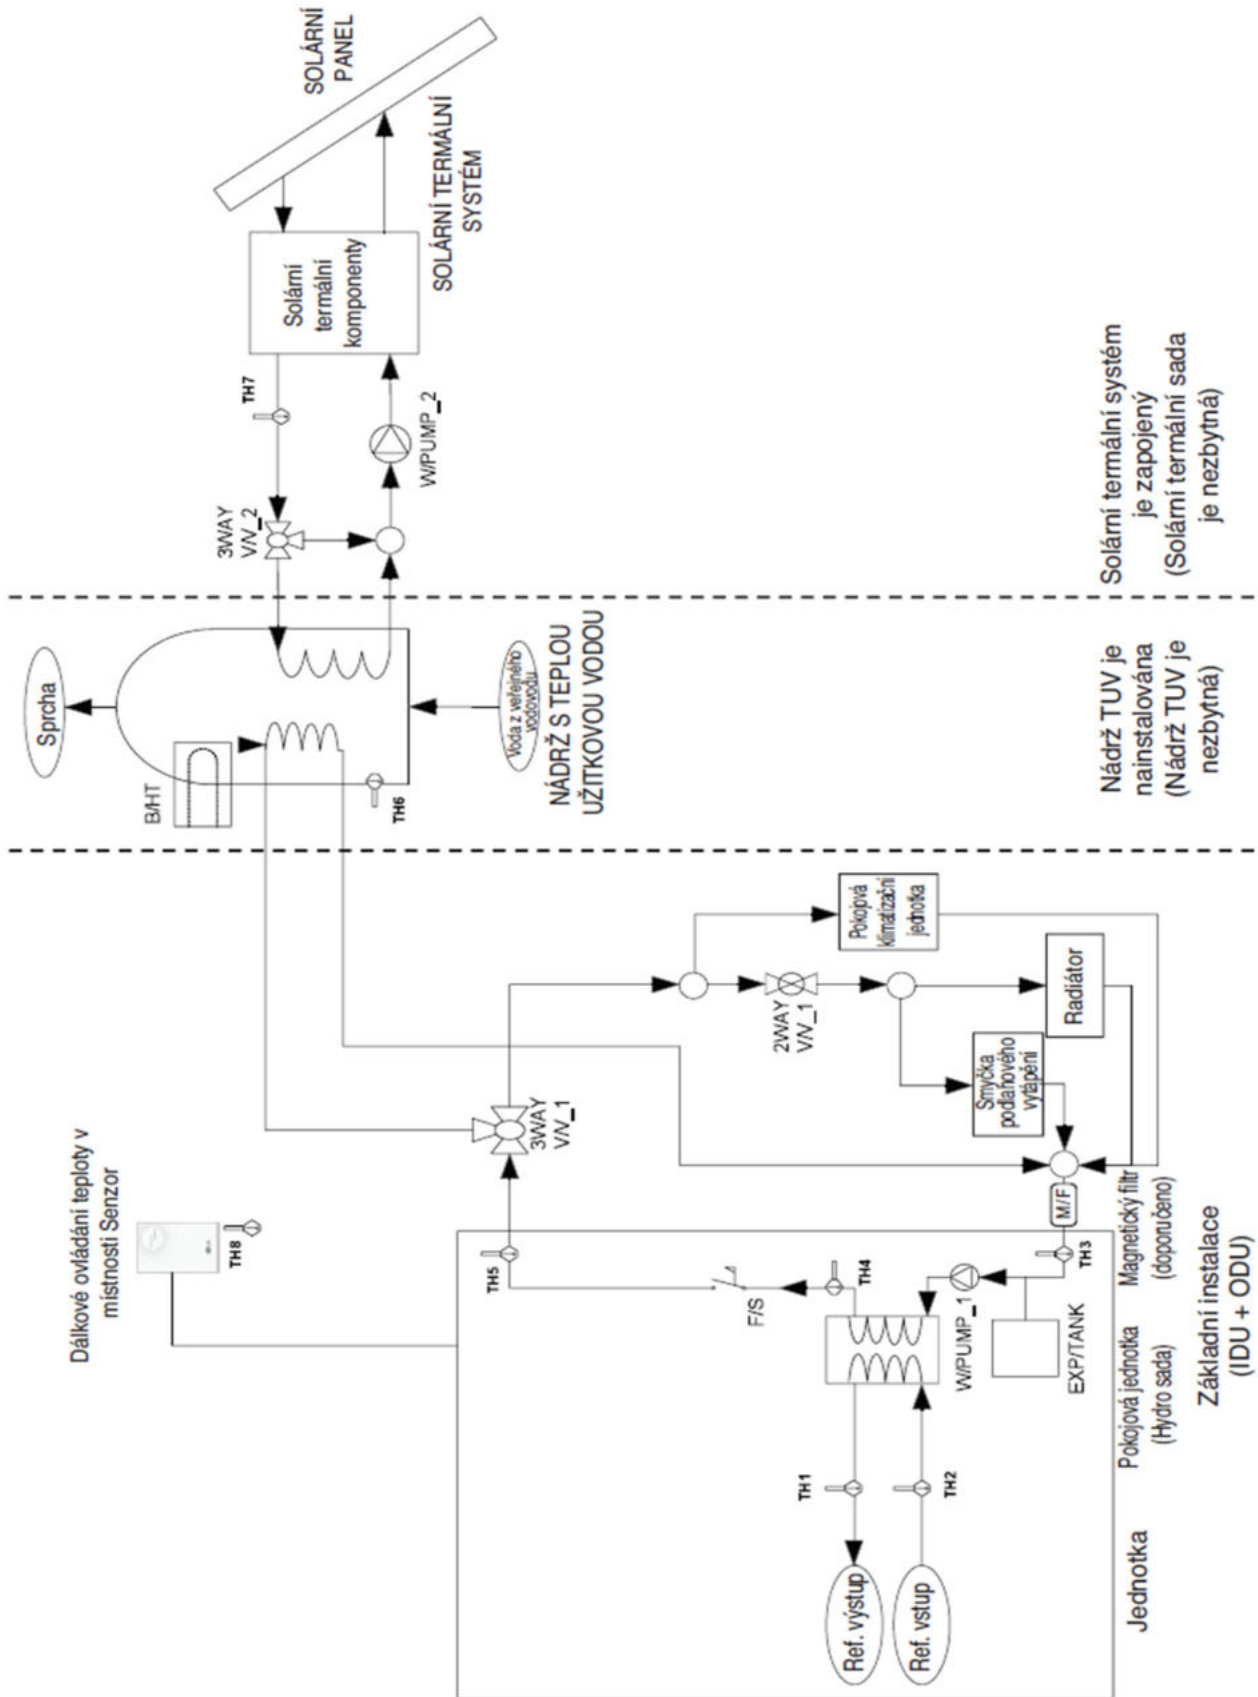 Dálkové ovládání teploty v
místnosti Senzor
TH8
TH5
F/S
TH4
TH1
TH2
Ref. výstup
Ref. vstup
W/PUMP_1
EXP/TANK
TH3
M/F
3WAY
V/V_1
2WAY
V/V_1
Pokojová
klimatizační
jednotka
Smyčka
podlahového
vytápění
Radiátor
Jednotka
Pokojová jednotka
(Hydro sada)
Magnetický filtr
(doporučeno)
Základní instalace
(IDU + ODU)
Sprcha
B/HT
TH6
Voda z veřejného
vodovodu
NÁDRŽ S TEPLOU
UŽITKOVOU VODOU
Nádrž TUV je
nainstalována
(Nádrž TUV je
nezbytná)
SOLÁRNÍ
PANEL
TH7
3WAY
V/V_2
Solární
termální
komponenty
W/PUMP_2
SOLÁRNÍ TERMÁLNÍ
SYSTÉM
Solární termální systém
je zapojený
(Solární termální sada
je nezbytná)